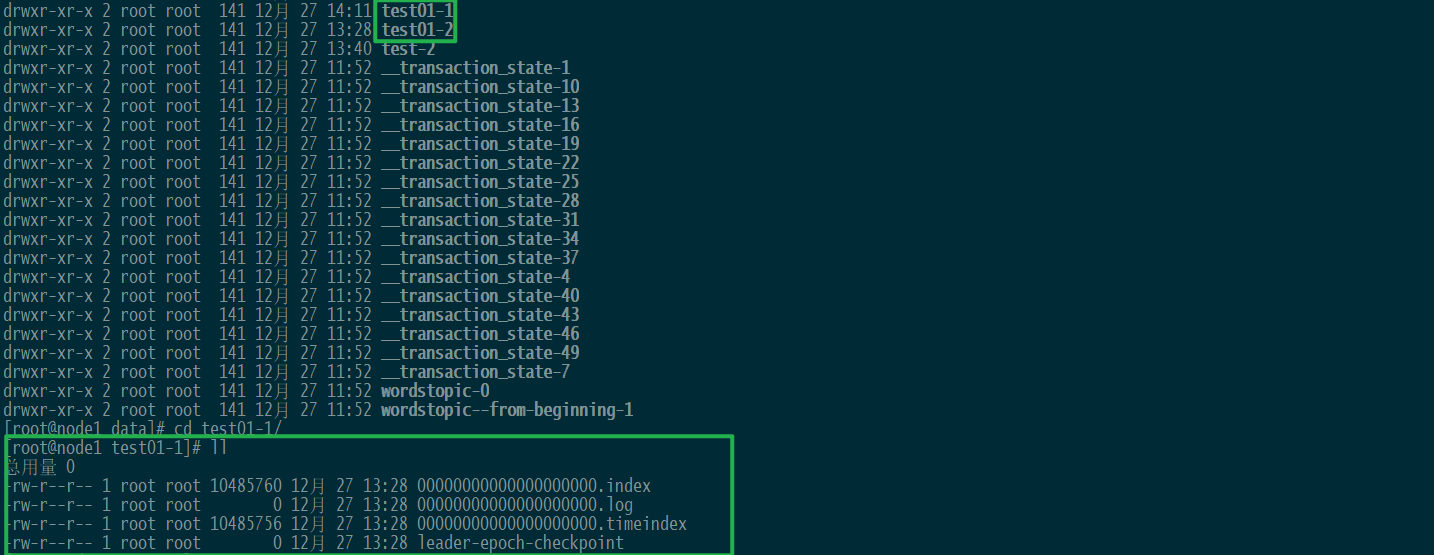 drwxr-xr-x 2 root root  141 12月 27 14:11 test01-1
drwxr-xr-x 2 root root  141 12月 27 13:28 test01-2
drwxr-xr-x 2 root root  141 12月 27 13:40 test-2
drwxr-xr-x 2 root root  141 12月 27 11:52 __transaction_state-1
drwxr-xr-x 2 root root  141 12月 27 11:52 __transaction_state-10
drwxr-xr-x 2 root root  141 12月 27 11:52 __transaction_state-13
drwxr-xr-x 2 root root  141 12月 27 11:52 __transaction_state-16
drwxr-xr-x 2 root root  141 12月 27 11:52 __transaction_state-19
drwxr-xr-x 2 root root  141 12月 27 11:52 __transaction_state-22
drwxr-xr-x 2 root root  141 12月 27 11:52 __transaction_state-25
drwxr-xr-x 2 root root  141 12月 27 11:52 __transaction_state-28
drwxr-xr-x 2 root root  141 12月 27 11:52 __transaction_state-31
drwxr-xr-x 2 root root  141 12月 27 11:52 __transaction_state-34
drwxr-xr-x 2 root root  141 12月 27 11:52 __transaction_state-37
drwxr-xr-x 2 root root  141 12月 27 11:52 __transaction_state-4
drwxr-xr-x 2 root root  141 12月 27 11:52 __transaction_state-40
drwxr-xr-x 2 root root  141 12月 27 11:52 __transaction_state-43
drwxr-xr-x 2 root root  141 12月 27 11:52 __transaction_state-46
drwxr-xr-x 2 root root  141 12月 27 11:52 __transaction_state-49
drwxr-xr-x 2 root root  141 12月 27 11:52 __transaction_state-7
drwxr-xr-x 2 root root  141 12月 27 11:52 wordstopic-0
drwxr-xr-x 2 root root  141 12月 27 11:52 wordstopic--from-beginning-1
[root@node1 data]# cd test01-1/
[root@node1 test01-1]# ll
总用量 0
-rw-r--r-- 1 root root 10485760 12月 27 13:28 00000000000000000000.index
-rw-r--r-- 1 root root        0 12月 27 13:28 00000000000000000000.log
-rw-r--r-- 1 root root 10485756 12月 27 13:28 00000000000000000000.timeindex
-rw-r--r-- 1 root root        0 12月 27 13:28 leader-epoch-checkpoint